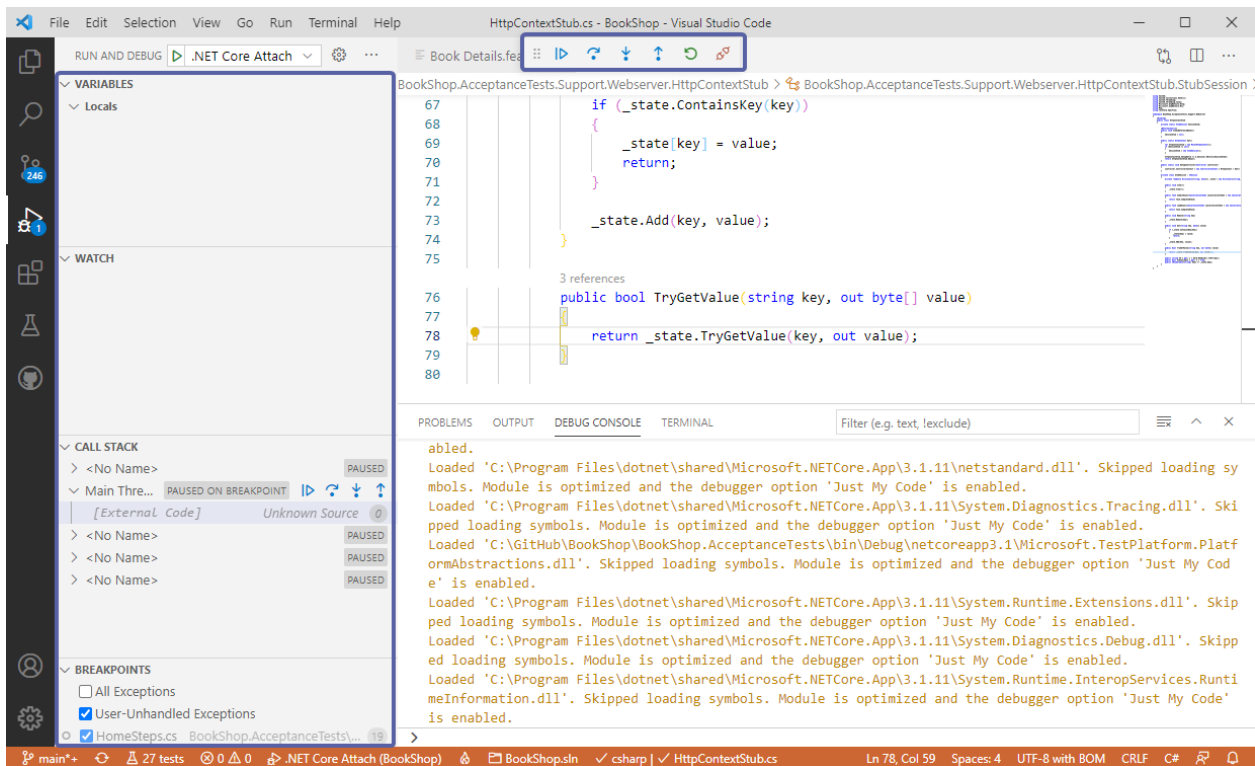 File Edit Selection View Go Run Terminal Help HttpContextStub.cs - BookShop - Visual Studio Code
RUN AND DEBUG .NET Core Attach
Book Details.fea
VARIABLES
Locals
WATCH
CALL STACK
<No Name> PAUSED
Main Thre... PAUSED ON BREAKPOINT
[External Code] Unknown Source 0
<No Name> PAUSED
<No Name> PAUSED
<No Name> PAUSED
BREAKPOINTS
All Exceptions
User-Unhandled Exceptions
HomeSteps.cs BookShop.AcceptanceTests\... 19
246
1
BookShop.AcceptanceTests.Support.Webserver.HttpContextStub > BookShop.AcceptanceTests.Support.Webserver.HttpContextStub.StubSession >
67 if (_state.ContainsKey(key))
68 {
69 _state[key] = value;
70 return;
71 }
72
73 _state.Add(key, value);
74 }
75
3 references
76 public bool TryGetValue(string key, out byte[] value)
77 {
78 return _state.TryGetValue(key, out value);
79 }
80
PROBLEMS OUTPUT DEBUG CONSOLE TERMINAL Filter (e.g. text, !exclude)
abled.
Loaded 'C:\Program Files\dotnet\shared\Microsoft.NETCore.App\3.1.11\netstandard.dll'. Skipped loading sy
mbols. Module is optimized and the debugger option 'Just My Code' is enabled.
Loaded 'C:\Program Files\dotnet\shared\Microsoft.NETCore.App\3.1.11\System.Diagnostics.Tracing.dll'. Ski
pped loading symbols. Module is optimized and the debugger option 'Just My Code' is enabled.
Loaded 'C:\GitHub\BookShop\BookShop.AcceptanceTests\bin\Debug\netcoreapp3.1\Microsoft.TestPlatform.Platf
ormAbstractions.dll'. Skipped loading symbols. Module is optimized and the debugger option 'Just My Cod
e' is enabled.
Loaded 'C:\Program Files\dotnet\shared\Microsoft.NETCore.App\3.1.11\System.Runtime.Extensions.dll'. Skip
ped loading symbols. Module is optimized and the debugger option 'Just My Code' is enabled.
Loaded 'C:\Program Files\dotnet\shared\Microsoft.NETCore.App\3.1.11\System.Diagnostics.Debug.dll'. Skipp
ed loading symbols. Module is optimized and the debugger option 'Just My Code' is enabled.
Loaded 'C:\Program Files\dotnet\shared\Microsoft.NETCore.App\3.1.11\System.Runtime.InteropServices.Runti
meInformation.dll'. Skipped loading symbols. Module is optimized and the debugger option 'Just My Code'
is enabled.
>
main*+ 27 tests 0 0 .NET Core Attach (BookShop) BookShop.sln ✓ csharp | ✓ HttpContextStub.cs Ln 78, Col 59 Spaces: 4 UTF-8 with BOM CRLF C#